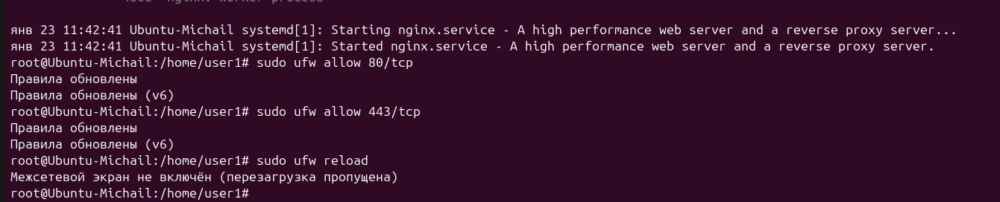 янв 23 11:42:41 Ubuntu-Michail systemd[1]: Starting nginx.service - A high performance web server and a reverse proxy server...
янв 23 11:42:41 Ubuntu-Michail systemd[1]: Started nginx.service - A high performance web server and a reverse proxy server.
root@Ubuntu-Michail:/home/user1# sudo ufw allow 80/tcp
Правила обновлены
Правила обновлены (v6)
root@Ubuntu-Michail:/home/user1# sudo ufw allow 443/tcp
Правила обновлены
Правила обновлены (v6)
root@Ubuntu-Michail:/home/user1# sudo ufw reload
Межсетевой экран не включён (перезагрузка пропущена)
root@Ubuntu-Michail:/home/user1#